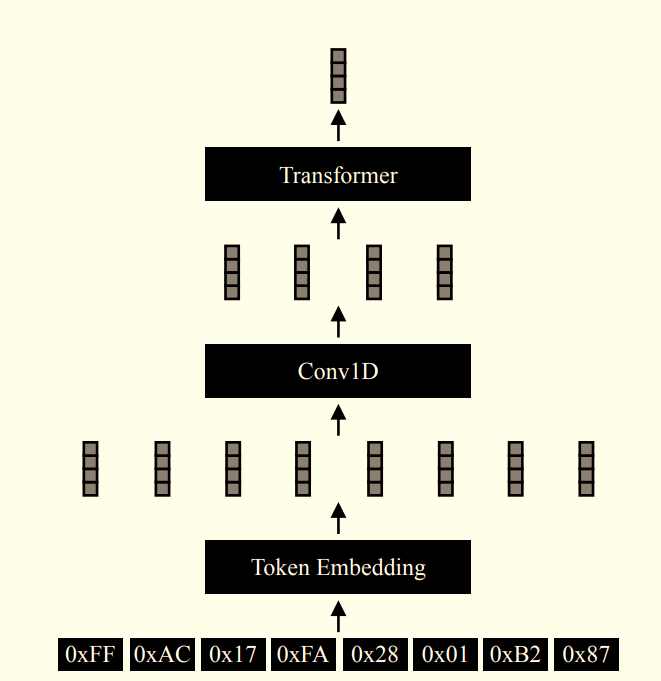 Transformer
Conv1D
Token Embedding
0xFF 0xAC 0x17 0xFA 0x28 0x01 0xB2 0x87